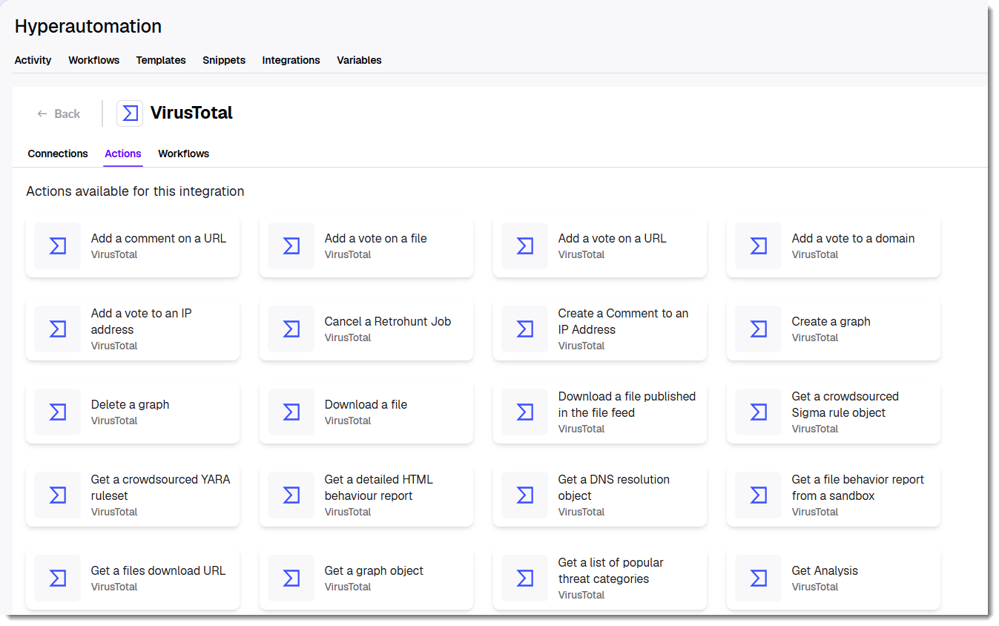 Hyperautomation
Activity Workflows Templates Snippets Integrations Variables
← Back VirusTotal
Connections Actions Workflows
Actions available for this integration
Add a comment on a URL
VirusTotal
Add a vote on a file
VirusTotal
Add a vote on a URL
VirusTotal
Add a vote to a domain
VirusTotal
Add a vote to an IP
address
VirusTotal
Cancel a Retrohunt Job
VirusTotal
Create a Comment to an
IP Address
VirusTotal
Create a graph
VirusTotal
Delete a graph
VirusTotal
Download a file
VirusTotal
Download a file published
in the file feed
VirusTotal
Get a crowdsourced
Sigma rule object
VirusTotal
Get a crowdsourced YARA
ruleset
VirusTotal
Get a detailed HTML
behaviour report
VirusTotal
Get a DNS resolution
object
VirusTotal
Get a file behavior report
from a sandbox
VirusTotal
Get a files download URL
VirusTotal
Get a graph object
VirusTotal
Get a list of popular
threat categories
VirusTotal
Get Analysis
VirusTotal